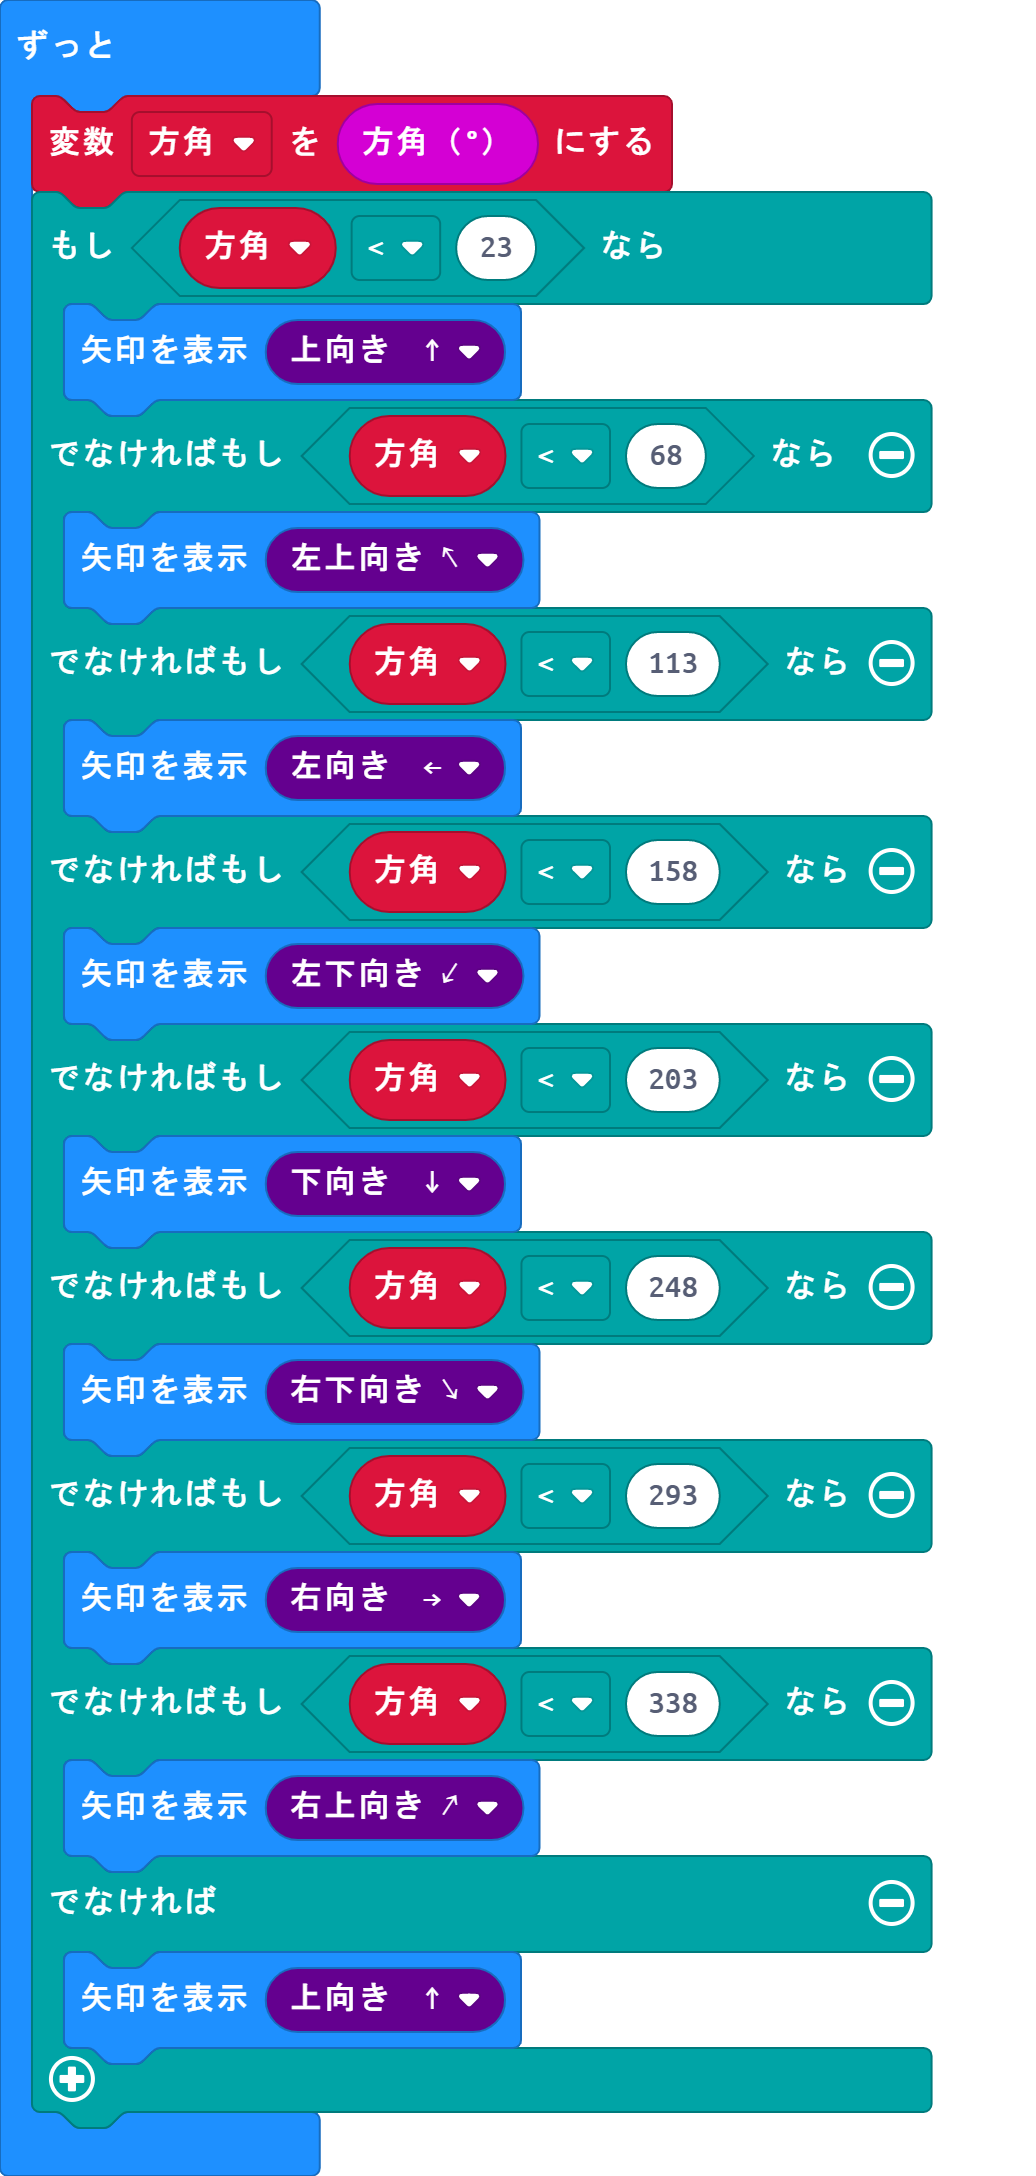 ずっと
変数 方角 を 方角 (°) にする
もし 方角 < 23 なら
矢印を表示 上向き ↑
でなければもし 方角 < 68 なら
矢印を表示 左上向き ↖
でなければもし 方角 < 113 なら
矢印を表示 左向き ←
でなければもし 方角 < 158 なら
矢印を表示 左下向き ↙
でなければもし 方角 < 203 なら
矢印を表示 下向き ↓
でなければもし 方角 < 248 なら
矢印を表示 右下向き ↘
でなければもし 方角 < 293 なら
矢印を表示 右向き →
でなければもし 方角 < 338 なら
矢印を表示 右上向き ↗
でなければ
矢印を表示 上向き ↑